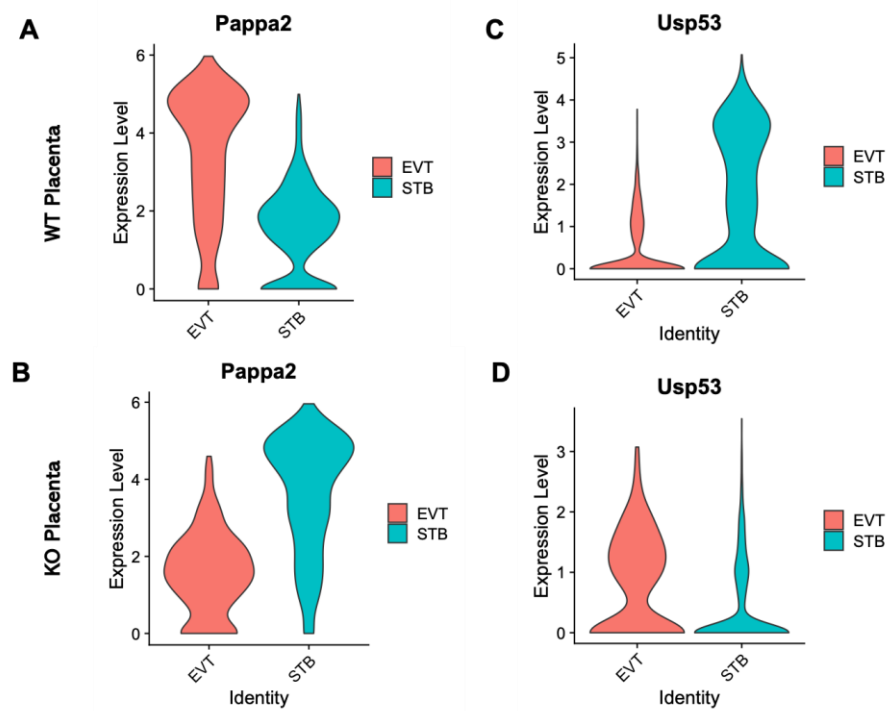 A
Pappa2
WT Placenta
Expression Level
6
4
2
0
EVT
STB
EVT
STB
C
Usp53
Expression Level
5
4
3
2
1
0
EVT
STB
Identity
EVT
STB
B
Pappa2
KO Placenta
Expression Level
6
4
2
0
EVT
STB
Identity
EVT
STB
D
Usp53
Expression Level
3
2
1
0
EVT
STB
Identity
EVT
STB